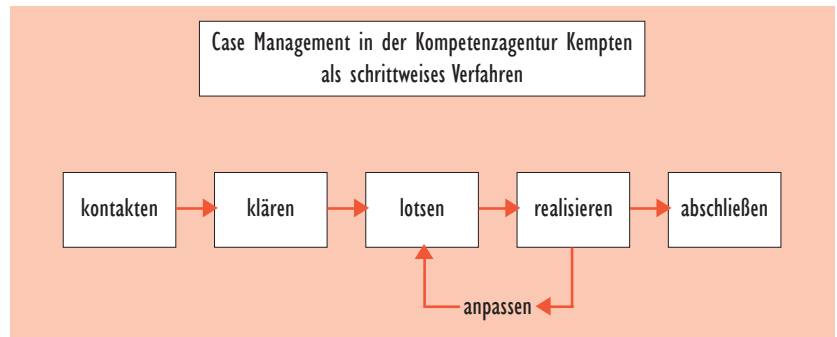 Case Management in der Kompetenzagentur Kempten
als schrittweises Verfahren
kontakten
klären
lotsen
realisieren
abschließen
anpassen